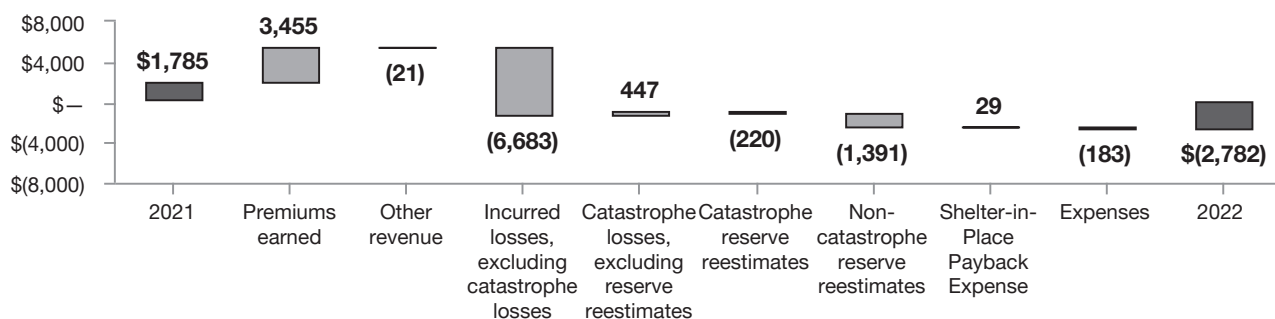 $8,000
$4,000
$—
$(4,000)
$(8,000)
$1,785
3,455
(21)
(6,683)
447
(220)
(1,391)
29
(183)
$(2,782)
2021
Premiums
earned
Other
revenue
Incurred
losses,
excluding
catastrophe
losses
Catastrophe
losses,
excluding
reserve
reestimates
Catastrophe
reserve
reestimates
Non-
catastrophe
reserve
reestimates
Shelter-in-
Place
Payback
Expense
Expenses
2022